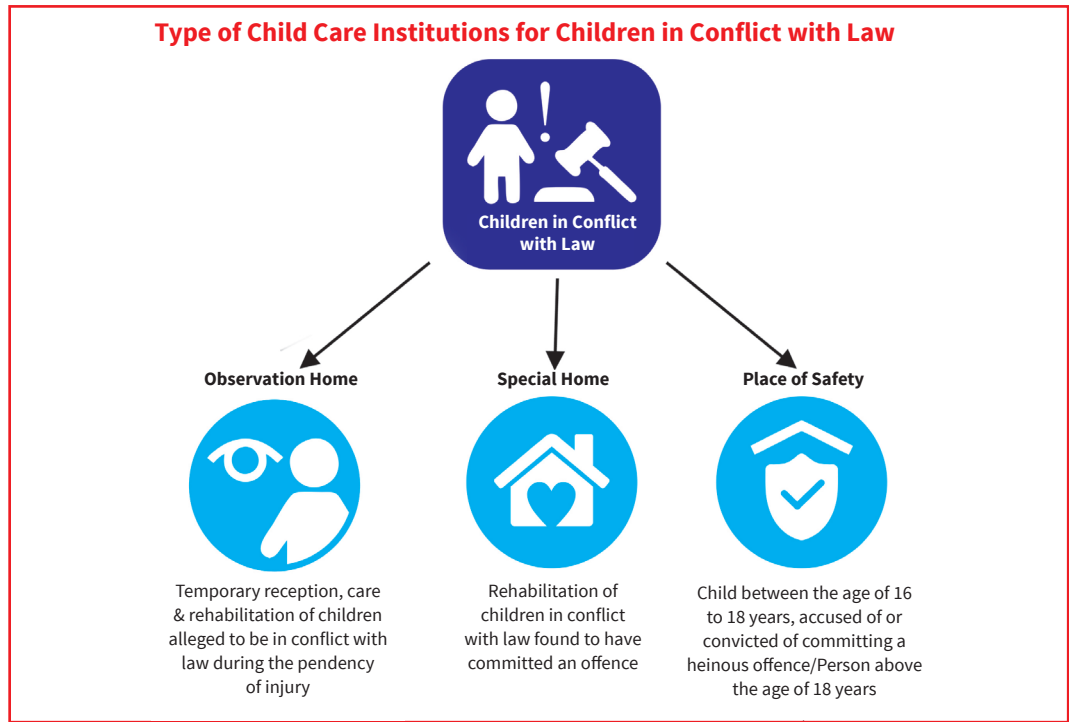 Type of Child Care Institutions for Children in Conflict with Law
Children in Conflict
with Law
Observation Home
Temporary reception, care
& rehabilitation of children
alleged to be in conflict with
law during the pendency
of injury
Special Home
Rehabilitation of
children in conflict
with law found to have
committed an offence
Place of Safety
Child between the age of 16
to 18 years, accused of or
convicted of committing a
heinous offence/Person above
the age of 18 years